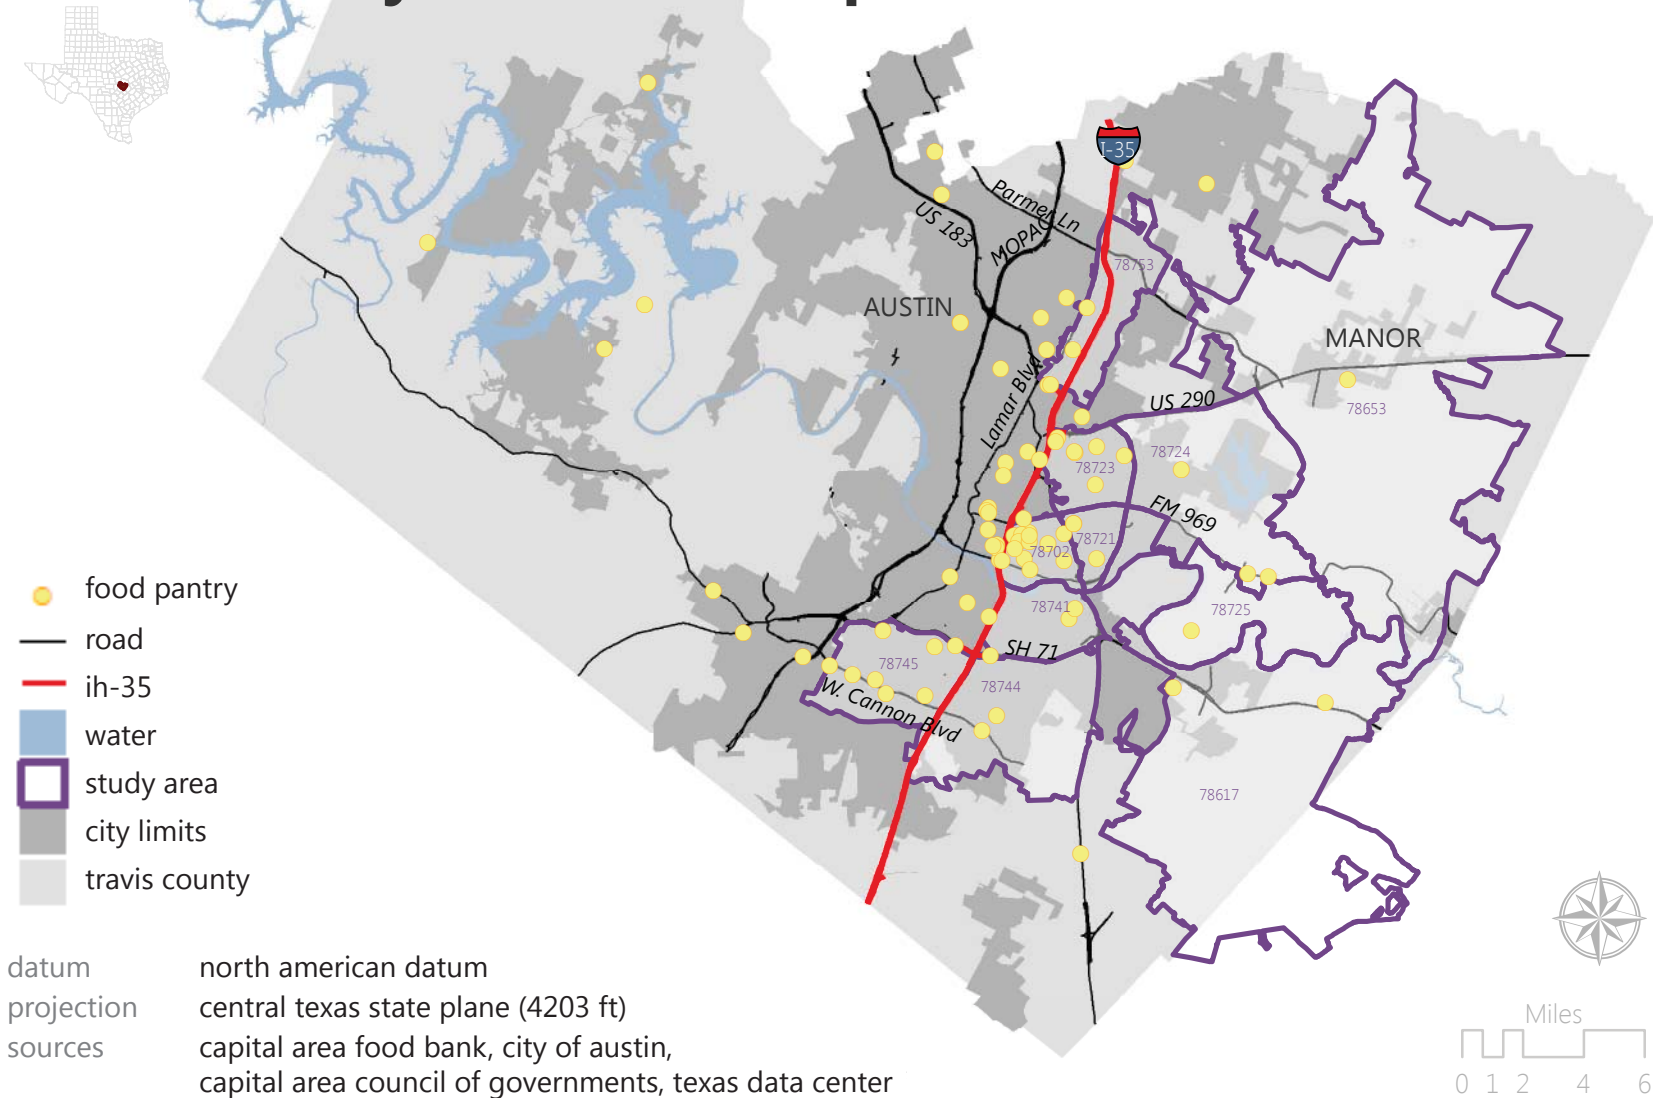 I-35
Parmer Ln
US 183
MOPAC
78753
AUSTIN
MANOR
Lamar Blvd
US 290
78653
78724
78723
FM 969
78721
78702
78741
78725
SH 71
78745
78744
W. Cannon Blvd
78617
food pantry
road
ih-35
water
study area
city limits
travis county
datum north american datum
projection central texas state plane (4203 ft)
sources capital area food bank, city of austin,
capital area council of governments, texas data center
Miles
0 1 2 4 6